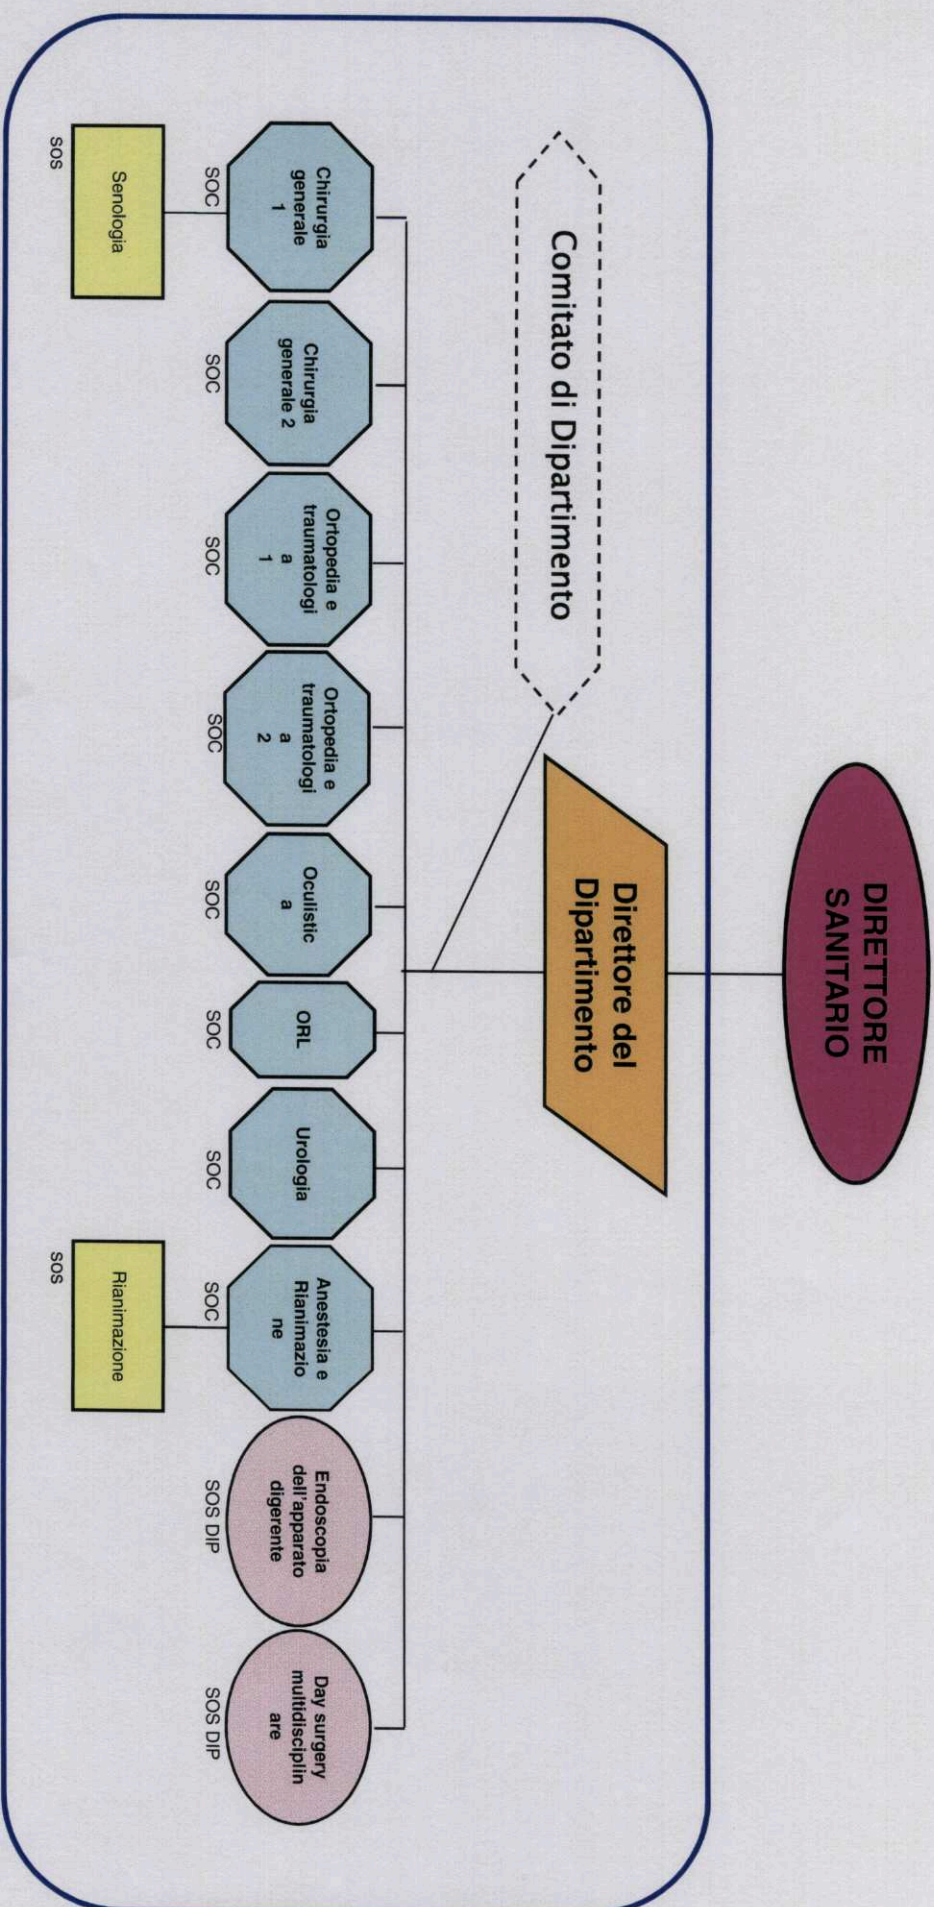 DIRETTORE
SANITARIO
Direttore del
Dipartimento
Comitato di Dipartimento
Chirurgia
generale
1
SOC
Chirurgia
generale 2
SOC
Ortopedia e
traumatologi
a
1
SOC
Ortopedia e
traumatologi
a
2
SOC
Oculistic
a
SOC
ORL
SOC
Urologia
SOC
Anestesia e
Rianimazio
ne
SOC
Endoscopia
dell'apparato
digerente
SOS DIP
Day surgery
multidisciplin
are
SOS DIP
Senologia
SOS
Rianimazione
SOS